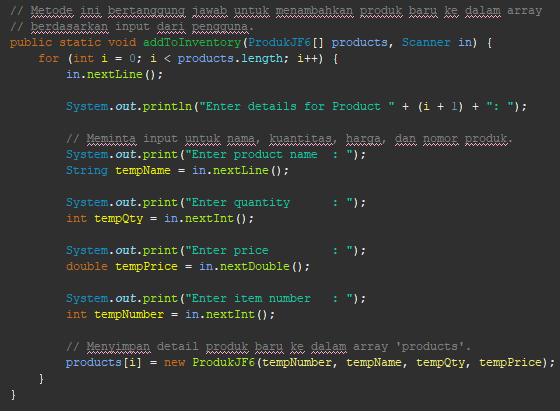 // Metode ini bertanggung jawab untuk menambahkan produk baru ke dalam array
// berdasarkan input dari pengguna.
public static void addToInventory(ProdukJF6[] products, Scanner in) {
    for (int i = 0; i < products.length; i++) {
        in.nextLine();

        System.out.println("Enter details for Product " + (i + 1) + ": ");

        // Meminta input untuk nama, kuantitas, harga, dan nomor produk.
        System.out.print("Enter product name  : ");
        String tempName = in.nextLine();

        System.out.print("Enter quantity      : ");
        int tempQty = in.nextInt();

        System.out.print("Enter price         : ");
        double tempPrice = in.nextDouble();

        System.out.print("Enter item number   : ");
        int tempNumber = in.nextInt();

        // Menyimpan detail produk baru ke dalam array 'products'.
        products[i] = new ProdukJF6(tempNumber, tempName, tempQty, tempPrice);
    }
}